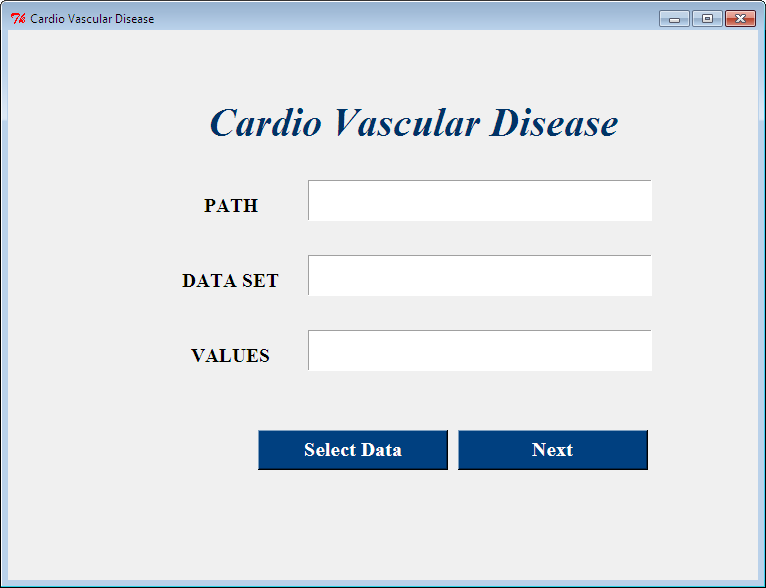 Cardio Vascular Disease
Cardio Vascular Disease
PATH
DATA SET
VALUES
Select Data
Next